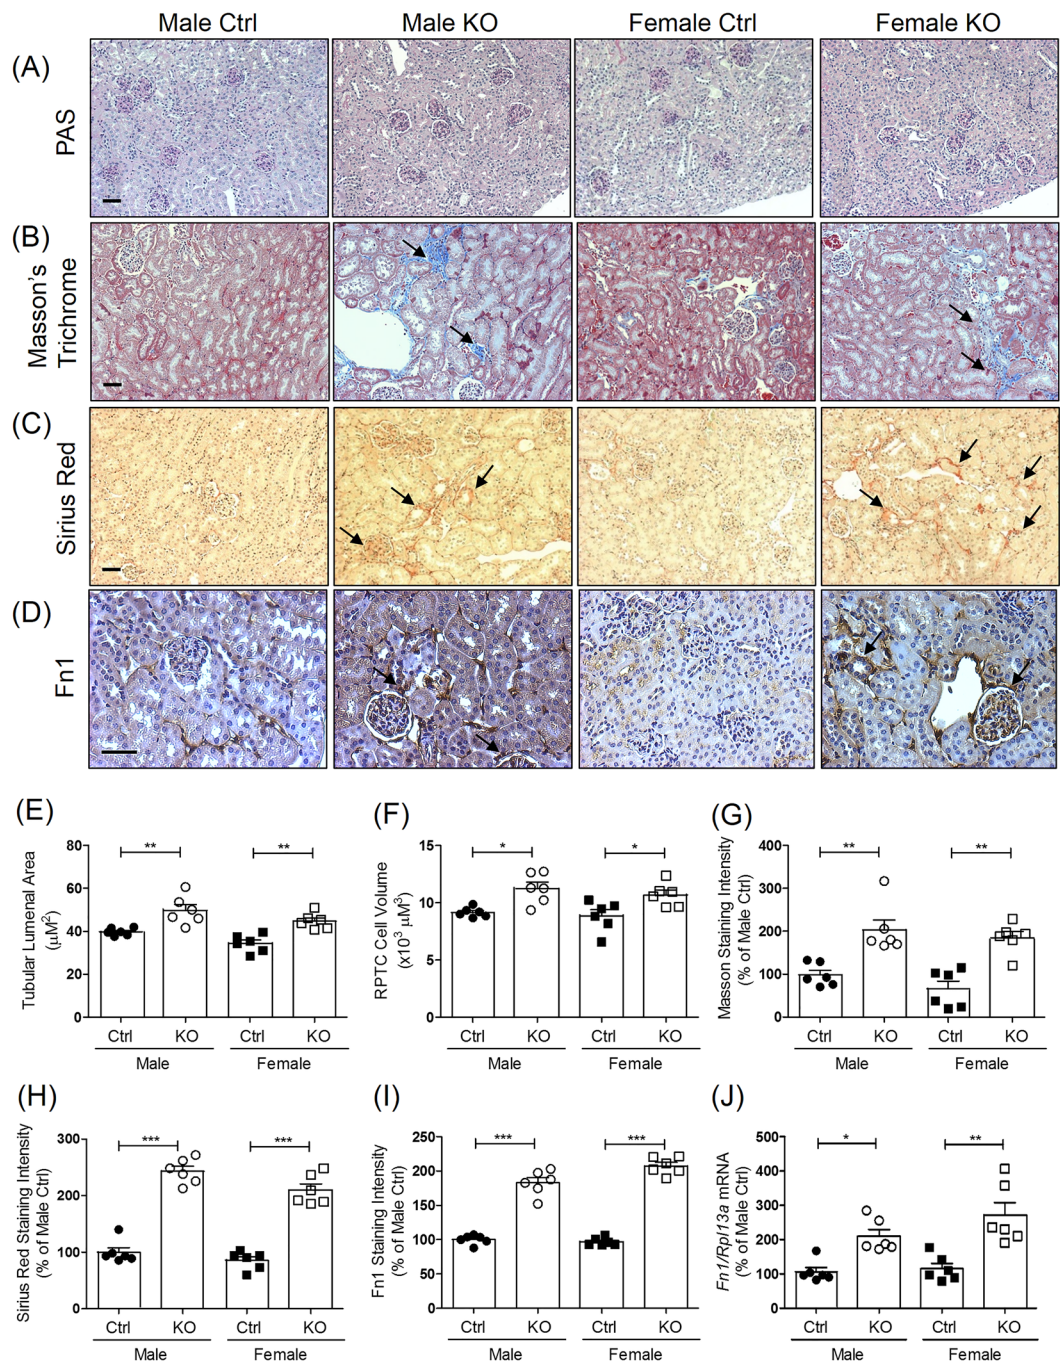 Male Ctrl Male KO Female Ctrl Female KO
(A)
PAS
(B)
Masson's
Trichrome
(C)
Sirius Red
(D)
Fn1
(E)
Tubular Lumenal Area
(µM²)
80
60
40
20
0
**
**
Ctrl KO Ctrl KO
Male Female
(F)
RPTC Cell Volume
(x10³ µM³)
15
10
5
0
*
*
Ctrl KO Ctrl KO
Male Female
(G)
Masson Staining Intensity
(% of Male Ctrl)
400
300
200
100
0
**
**
Ctrl KO Ctrl KO
Male Female
(H)
Sirius Red Staining Intensity
(% of Male Ctrl)
300
200
100
0
***
***
Ctrl KO Ctrl KO
Male Female
(I)
Fn1 Staining Intensity
(% of Male Ctrl)
250
200
150
100
50
0
***
***
Ctrl KO Ctrl KO
Male Female
(J)
Fn1/Rpl13a mRNA
(% of Male Ctrl)
500
400
300
200
100
0
*
**
Ctrl KO Ctrl KO
Male Female